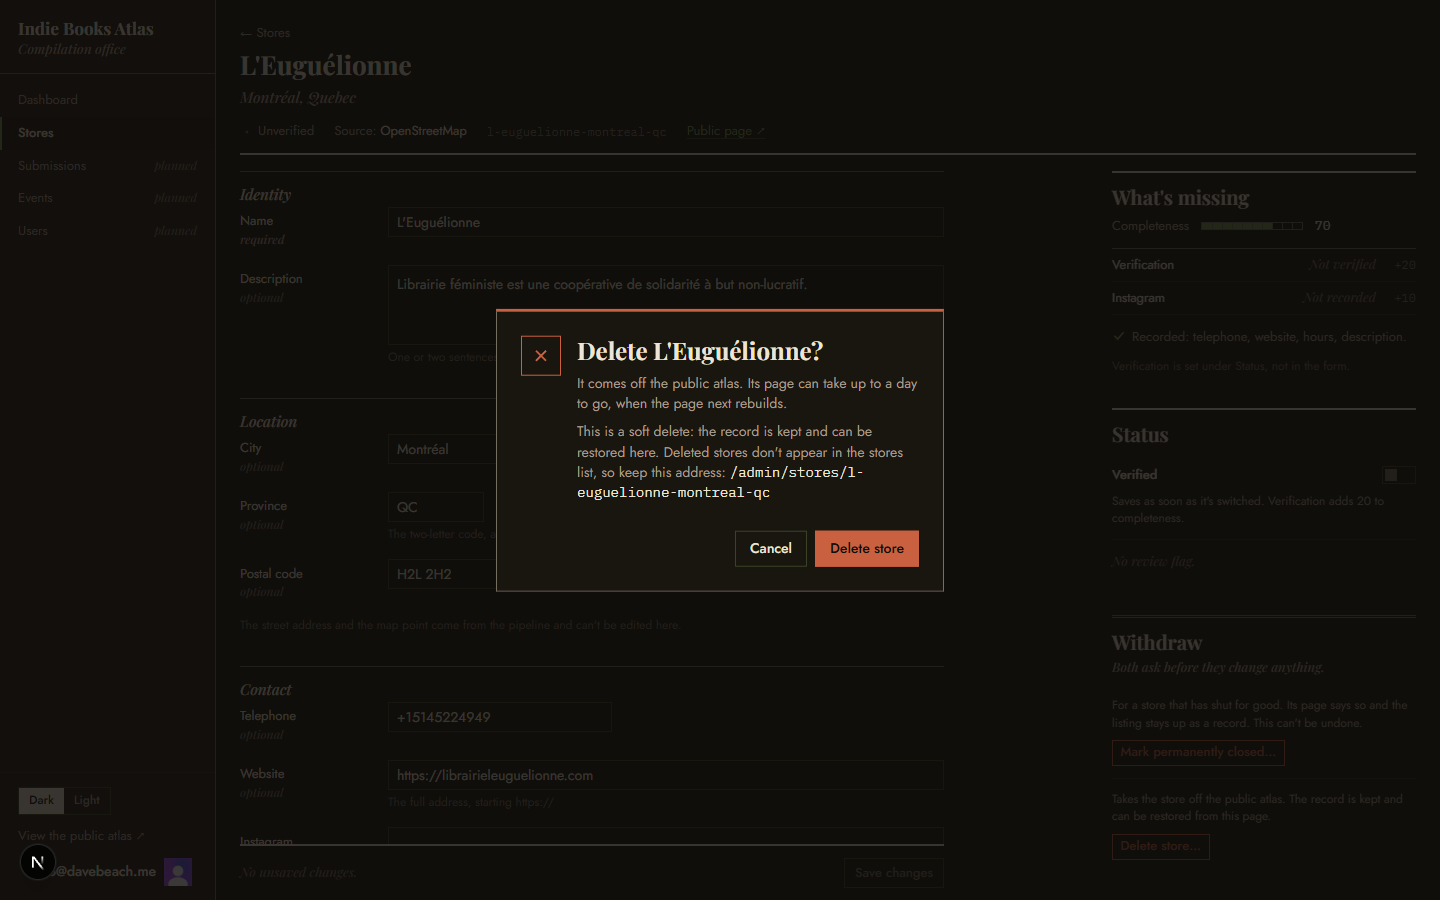 Indie Books Atlas
Compilation office
Dashboard
Stores
Submissions planned
Events planned
Users planned
Dark Light
View the public atlas ↗
N
@davebeach.me
← Stores
L'Euguélionne
Montréal, Quebec
· Unverified Source: OpenStreetMap l-euguelionne-montreal-qc Public page ↗
Identity
Name
required
L'Euguélionne
Description
optional
Librairie féministe est une coopérative de solidarité à but non-lucratif.
One or two sentences
Location
City
optional
Montréal
Province
optional
QC
The two-letter code,
Postal code
optional
H2L 2H2
The street address and the map point come from the pipeline and can't be edited here.
Contact
Telephone
optional
+15145224949
Website
optional
https://librairieleuguelionne.com
The full address, starting https://
Instagram
No unsaved changes.
Save changes
Delete L'Euguélionne?
It comes off the public atlas. Its page can take up to a day
to go, when the page next rebuilds.
This is a soft delete: the record is kept and can be
restored here. Deleted stores don't appear in the stores
list, so keep this address: /admin/stores/l-
euguelionne-montreal-qc
Cancel
Delete store
What's missing
Completeness 70
Verification Not verified +20
Instagram Not recorded +10
✓ Recorded: telephone, website, hours, description.
Verification is set under Status, not in the form.
Status
Verified
Saves as soon as it's switched. Verification adds 20 to
completeness.
No review flag.
Withdraw
Both ask before they change anything.
For a store that has shut for good. Its page says so and the
listing stays up as a record. This can't be undone.
Mark permanently closed...
Takes the store off the public atlas. The record is kept and
can be restored from this page.
Delete store...